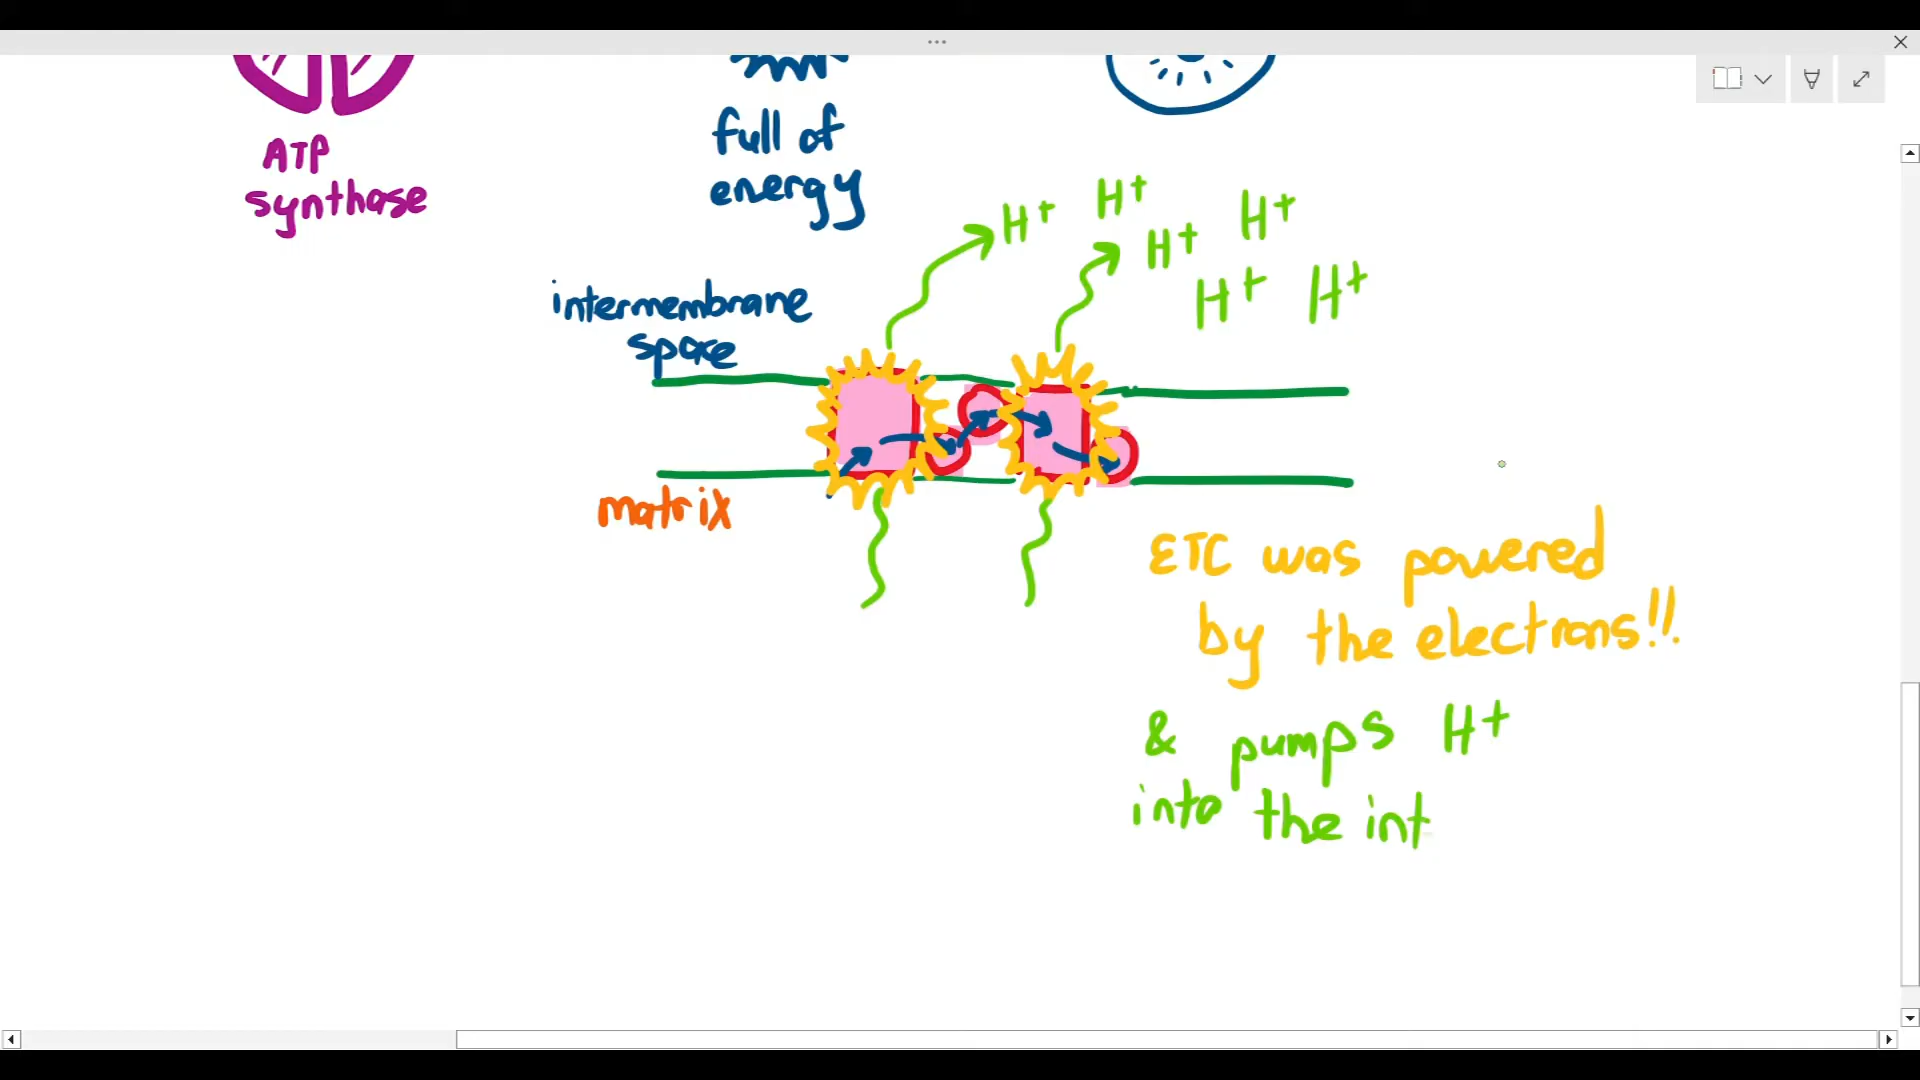 ATP
synthase
full of
energy
H+ H+ H+ H+
H+ H+
intermembrane
space
matrix
ETC was powered
by the electrons!!
& pumps H+
into the int